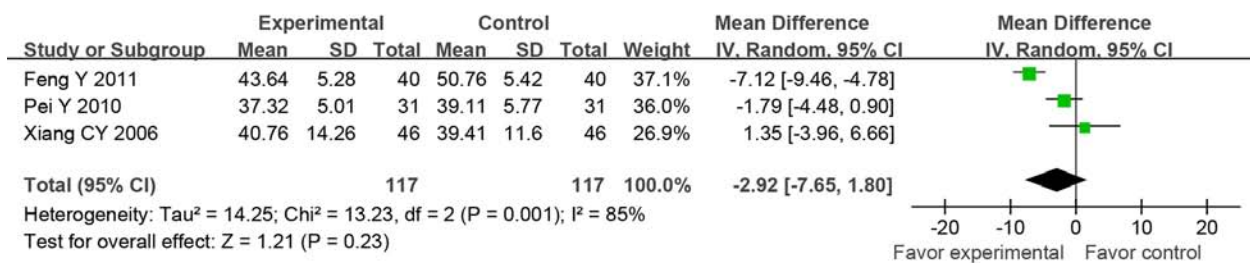 Experimental Control Mean Difference Mean Difference
Study or Subgroup Mean SD Total Mean SD Total Weight IV, Random, 95% CI IV, Random, 95% CI
Feng Y 2011 43.64 5.28 40 50.76 5.42 40 37.1% -7.12 [-9.46, -4.78]
Pei Y 2010 37.32 5.01 31 39.11 5.77 31 36.0% -1.79 [-4.48, 0.90]
Xiang CY 2006 40.76 14.26 46 39.41 11.6 46 26.9% 1.35 [-3.96, 6.66]
Total (95% CI) 117 117 100.0% -2.92 [-7.65, 1.80]
Heterogeneity: Tau² = 14.25; Chi² = 13.23, df = 2 (P = 0.001); I² = 85%
Test for overall effect: Z = 1.21 (P = 0.23)
-20 -10 0 10 20
Favor experimental Favor control